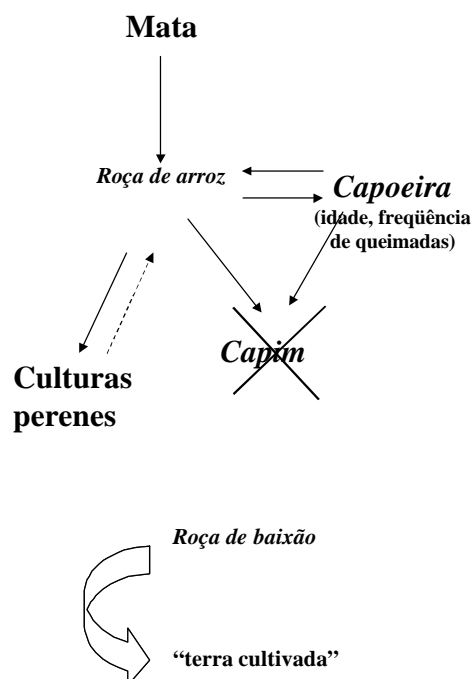 Mata
Roça de arroz
Capoeira
(idade, freqüência
de queimadas)
Capim
Culturas
perenes
Roça de baixão
“terra cultivada”